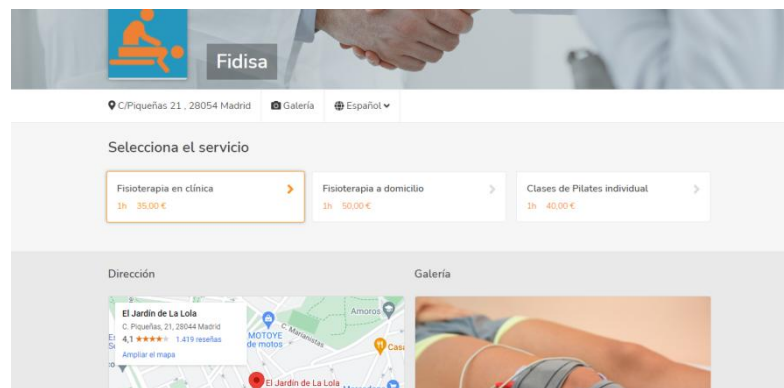 Fidisa
C/Piqueñas 21 , 28054 Madrid
Galería
Español
Selecciona el servicio
Fisioterapia en clínica
1h 35,00 €
Fisioterapia a domicilio
1h 50,00 €
Clases de Pilates individual
1h 40,00 €
Dirección
Galería
El Jardín de La Lola
C. Piqueñas, 21, 28044 Madrid
4,1 1.419 reseñas
Ampliar el mapa
MOTOYE
de motos
C. Marianistas
Amoros
El Jardín de La Lola